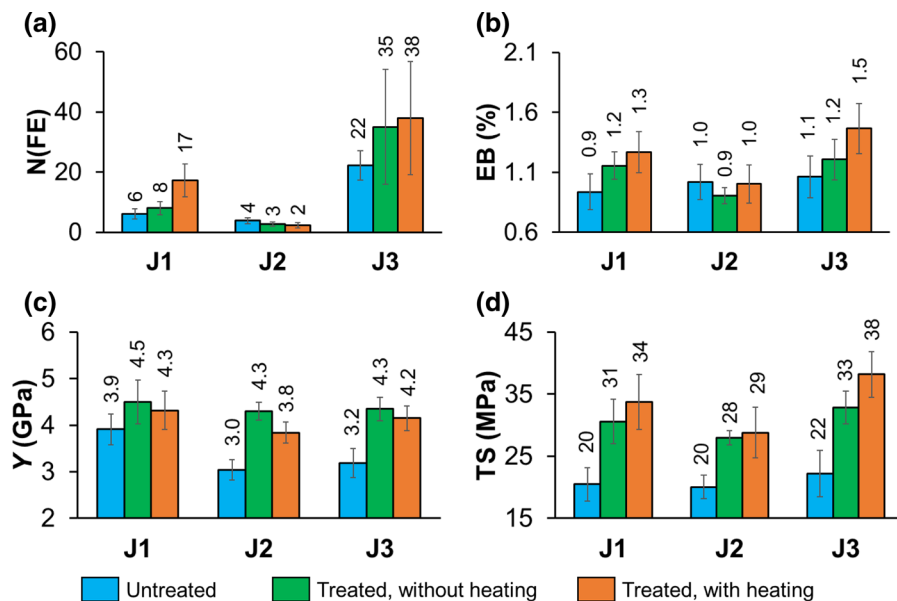 (a)
N(FE)
60
40
20
0
6
8
17
4
3
2
22
35
38
J1
J2
J3
(b)
EB (%)
2.1
1.6
1.1
0.6
0.9
1.2
1.3
1.0
0.9
1.0
1.1
1.2
1.5
J1
J2
J3
(c)
Y (GPa)
6
5
4
3
2
3.9
4.5
4.3
3.0
4.3
3.8
3.2
4.3
4.2
J1
J2
J3
(d)
TS (MPa)
45
35
25
15
20
31
34
20
28
29
22
33
38
J1
J2
J3
Untreated
Treated, without heating
Treated, with heating